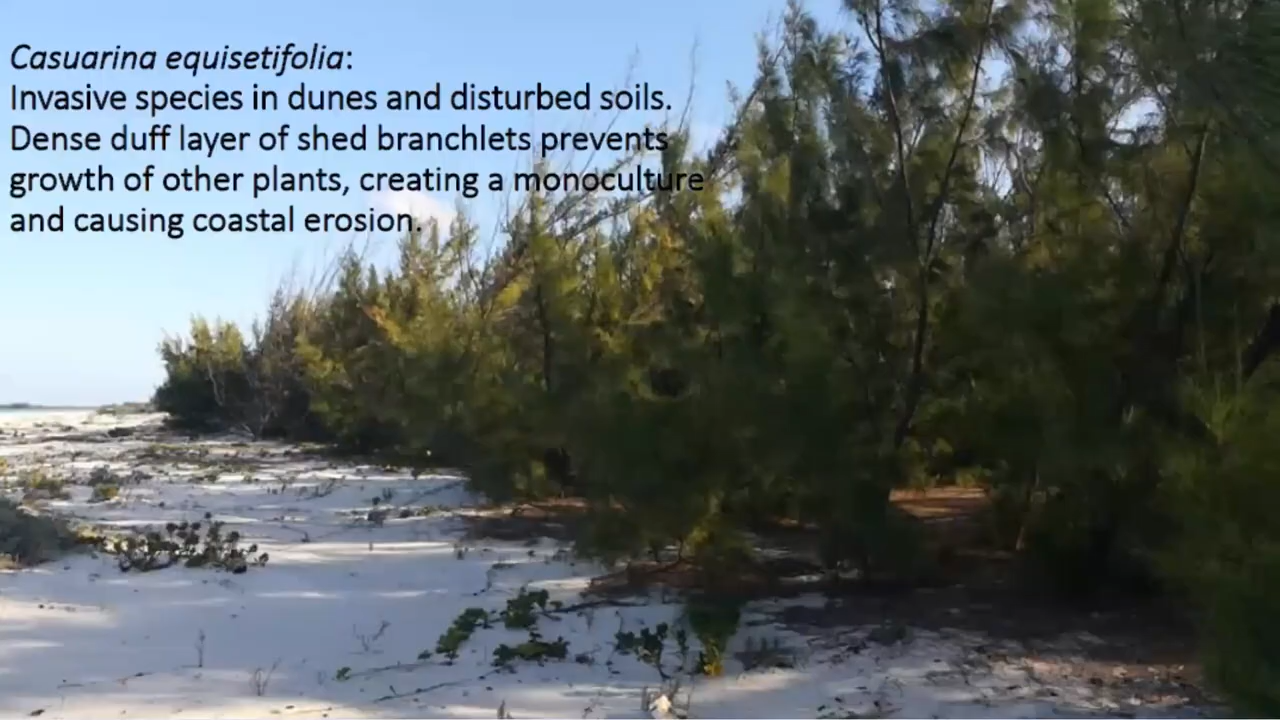 Casuarina equisetifolia:
Invasive species in dunes and disturbed soils.
Dense duff layer of shed branchlets prevents
growth of other plants, creating a monoculture
and causing coastal erosion.